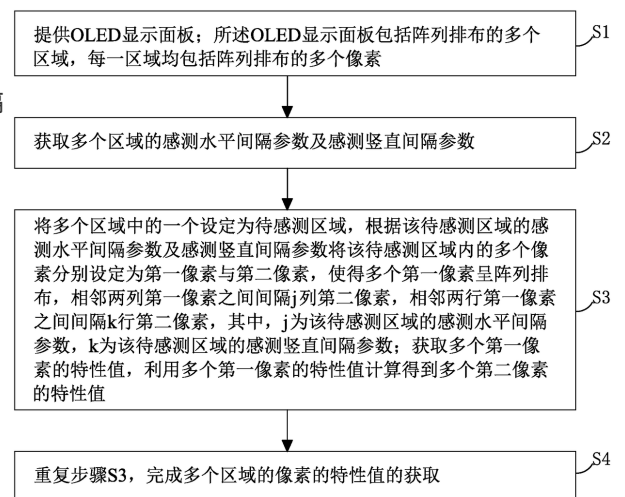 提供OLED显示面板；所述OLED显示面板包括阵列排布的多个
区域，每一区域均包括阵列排布的多个像素
S1
获取多个区域的感测水平间隔参数及感测竖直间隔参数
S2
将多个区域中的一个设定为待感测区域，根据该待感测区域的感
测水平间隔参数及感测竖直间隔参数将该待感测区域内的多个像
素分别设定为第一像素与第二像素，使得多个第一像素呈阵列排
布，相邻两列第一像素之间间隔j列第二像素，相邻两行第一像素
之间间隔k行第二像素，其中，j为该待感测区域的感测水平间隔
参数，k为该待感测区域的感测竖直间隔参数；获取多个第一像
素的特性值，利用多个第一像素的特性值计算得到多个第二像素
的特性值
S3
重复步骤S3，完成多个区域的像素的特性值的获取
S4